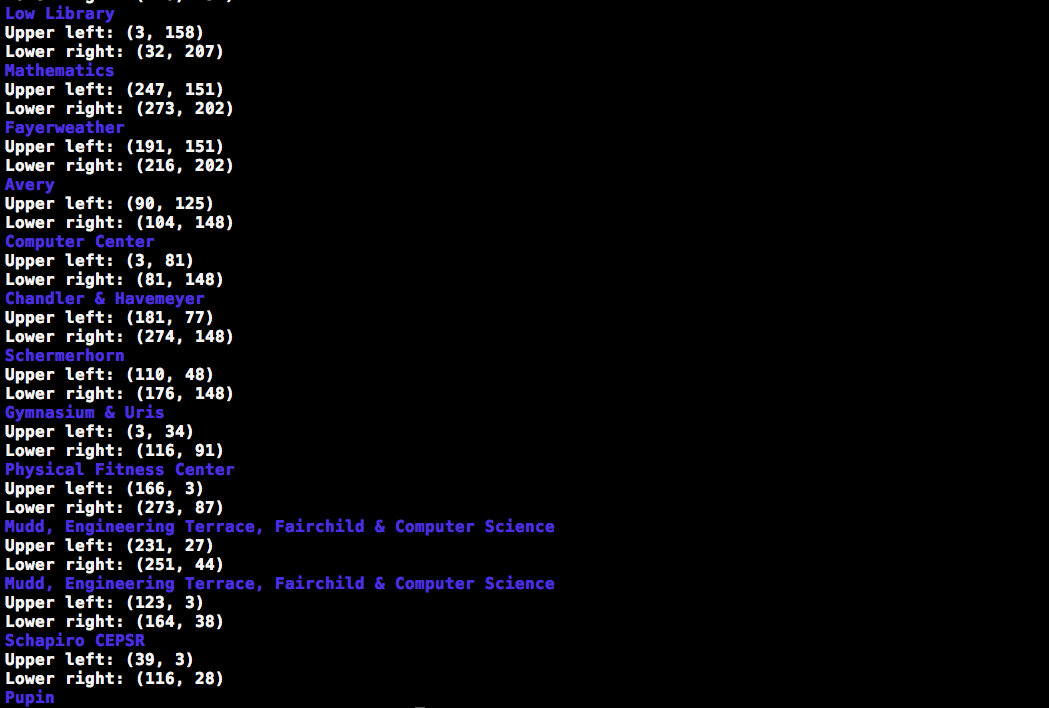 Low Library
Upper left: (3, 158)
Lower right: (32, 207)
Mathematics
Upper left: (247, 151)
Lower right: (273, 202)
Fayerweather
Upper left: (191, 151)
Lower right: (216, 202)
Avery
Upper left: (90, 125)
Lower right: (104, 148)
Computer Center
Upper left: (3, 81)
Lower right: (81, 148)
Chandler & Havemeyer
Upper left: (181, 77)
Lower right: (274, 148)
Schermerhorn
Upper left: (110, 48)
Lower right: (176, 148)
Gymnasium & Uris
Upper left: (3, 34)
Lower right: (116, 91)
Physical Fitness Center
Upper left: (166, 3)
Lower right: (273, 87)
Mudd, Engineering Terrace, Fairchild & Computer Science
Upper left: (231, 27)
Lower right: (251, 44)
Mudd, Engineering Terrace, Fairchild & Computer Science
Upper left: (123, 3)
Lower right: (164, 38)
Schapiro CEPSR
Upper left: (39, 3)
Lower right: (116, 28)
Pupin